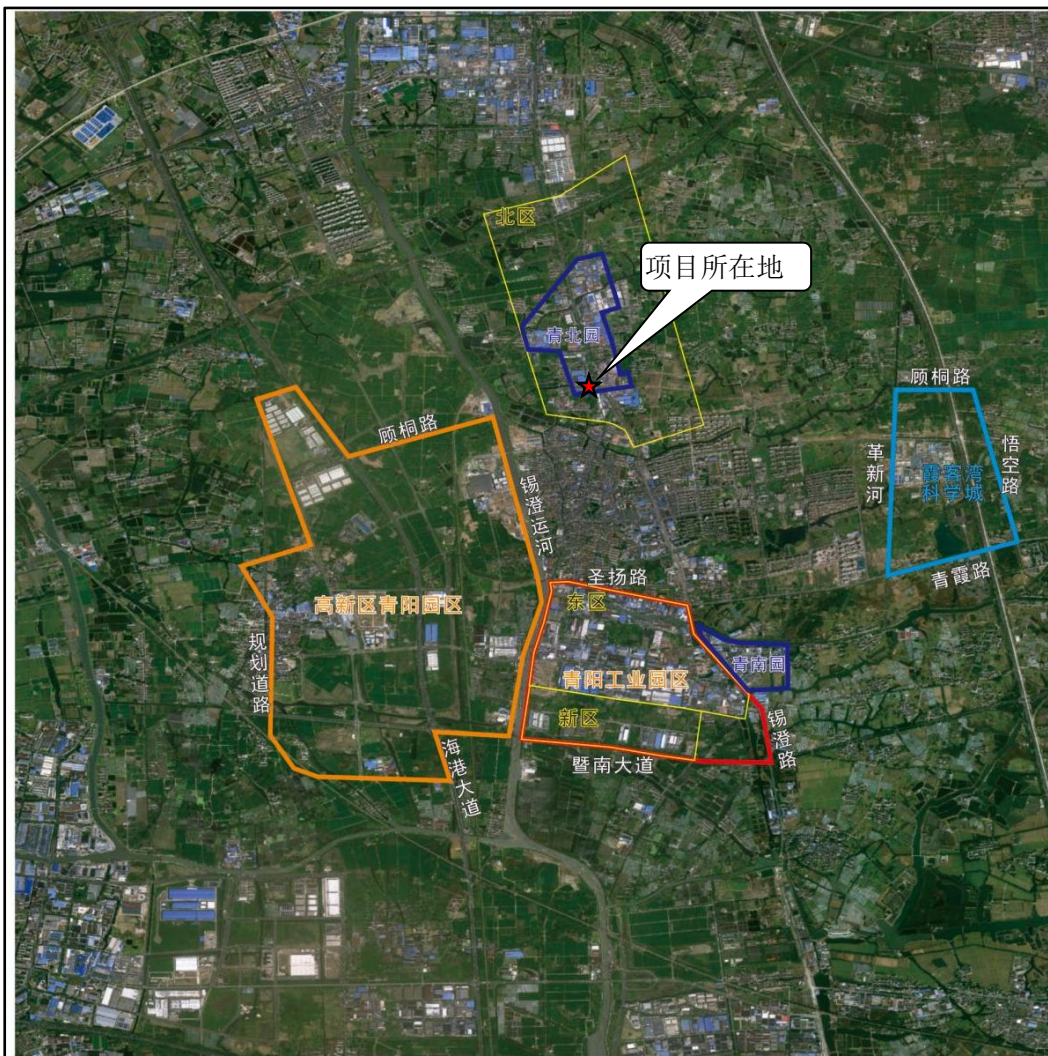 北区
项目所在地
青北园
顾桐路
顾桐路
革新河
霞客湾
科学城
悟空路
青霞路
锡澄运河
圣扬路
东区
高新区青阳园区
规划道路
青阳工业园区
青南园
新区
锡澄路
暨南大道
海港大道